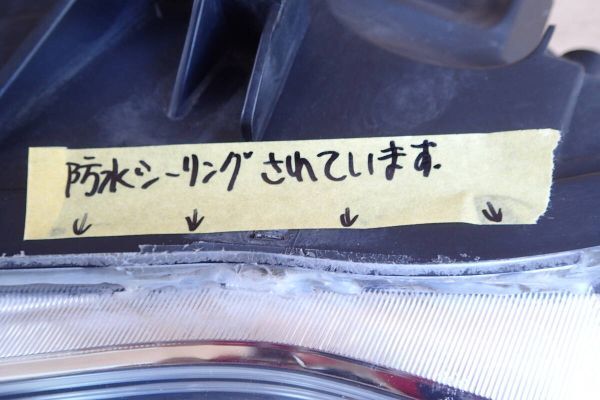 防水シーリングされています.
↓ ↓ ↓ ↓